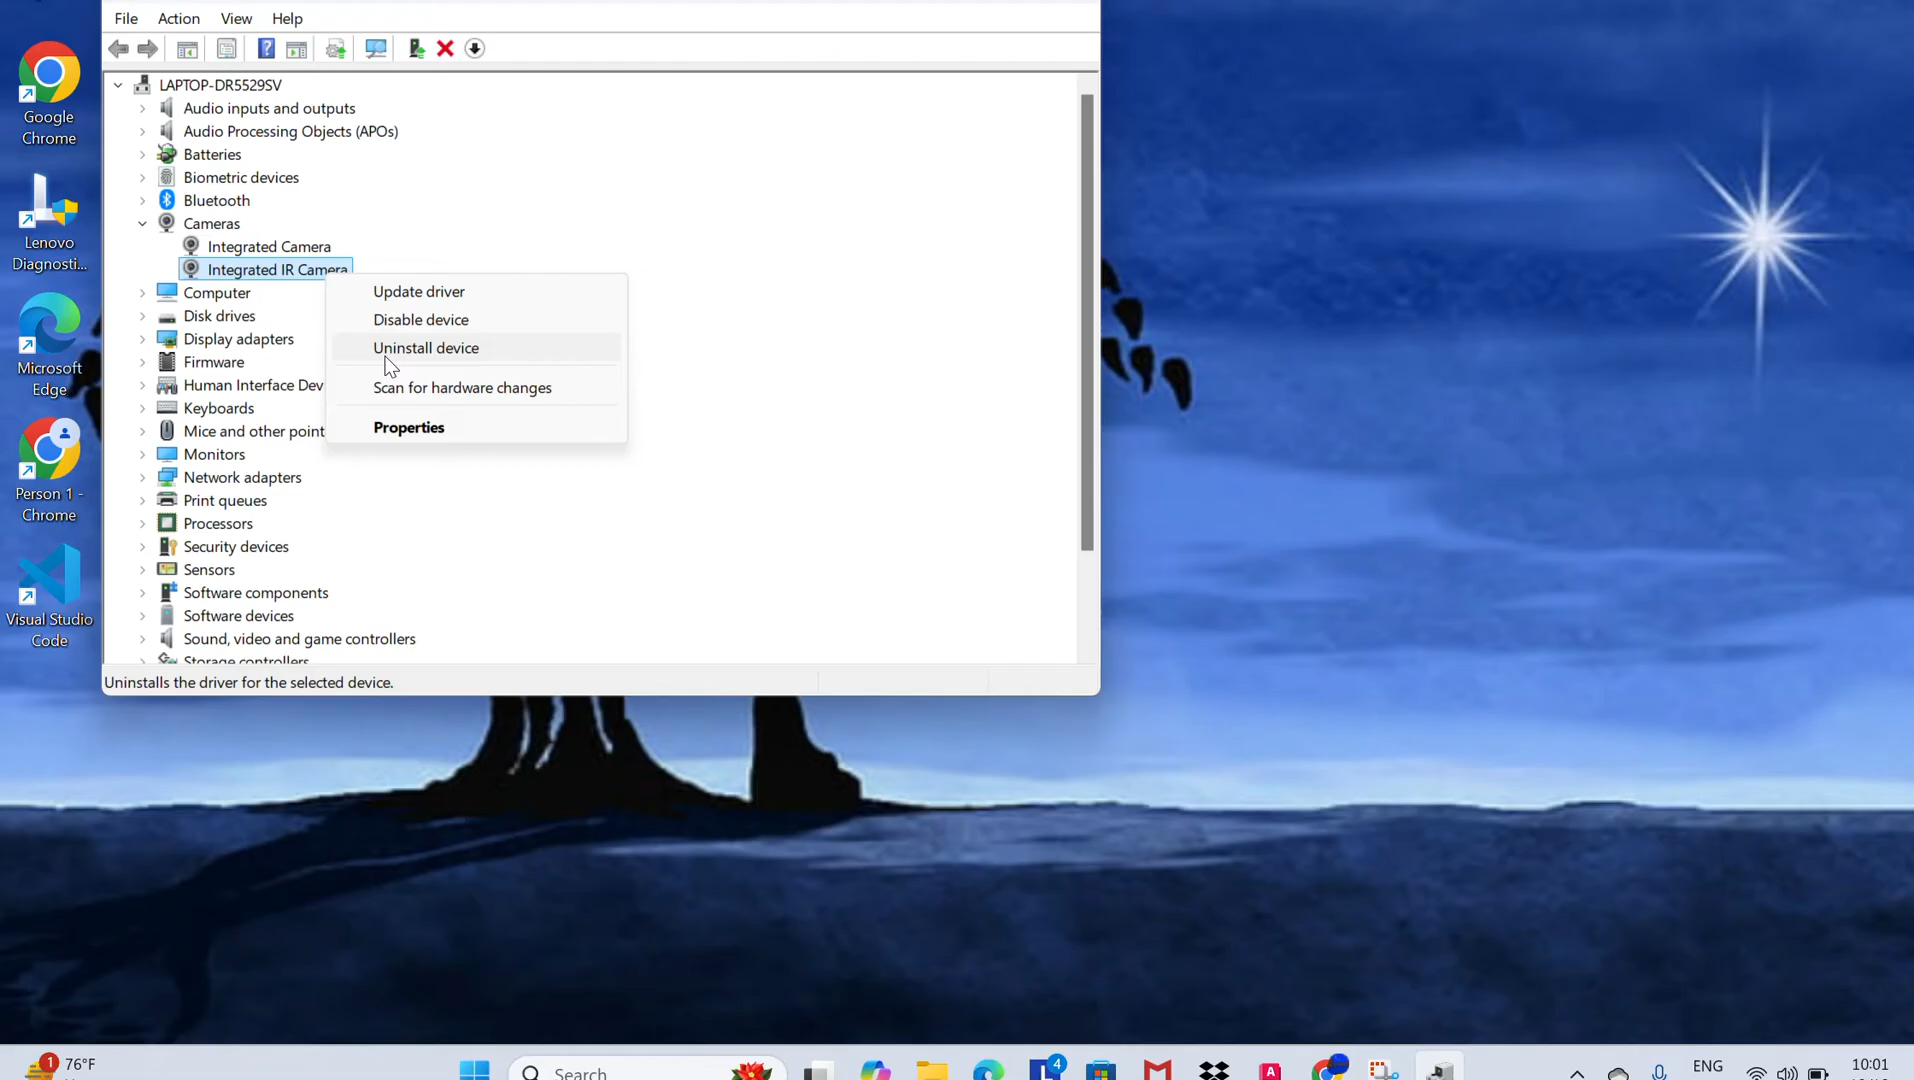 File Action View Help
LAPTOP-DR5529SV
Audio inputs and outputs
Audio Processing Objects (APOs)
Batteries
Biometric devices
Bluetooth
Cameras
Integrated Camera
Integrated IR Camera
Computer
Disk drives
Display adapters
Firmware
Human Interface Dev
Keyboards
Mice and other point
Monitors
Network adapters
Print queues
Processors
Security devices
Sensors
Software components
Software devices
Sound, video and game controllers
Storage controllers
Uninstalls the driver for the selected device.
Update driver
Disable device
Uninstall device
Scan for hardware changes
Properties
Google
Chrome
Lenovo
Diagnosti...
Microsoft
Edge
Person 1 -
Chrome
Visual Studio
Code
1
76°F
Search
4
ENG
10:01